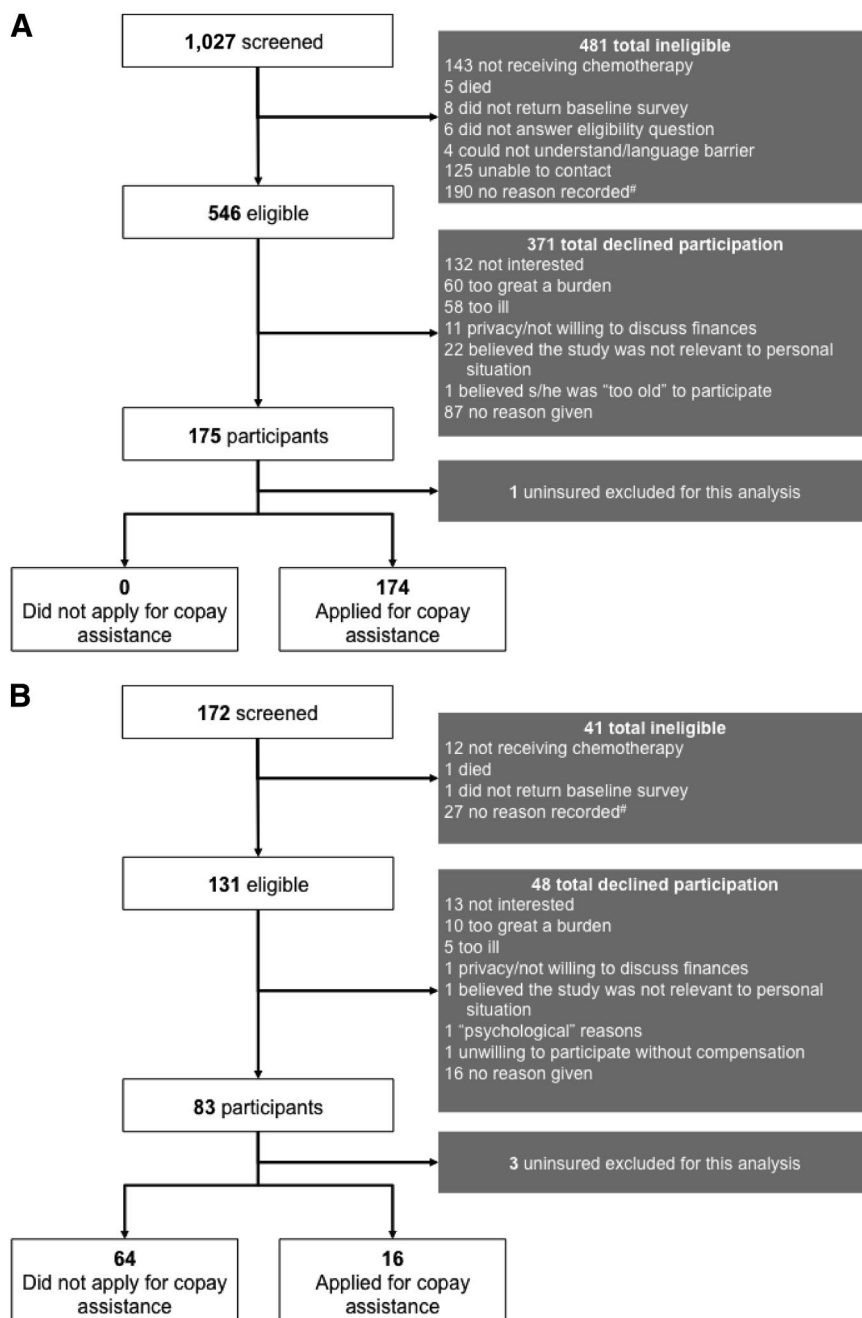 A
1,027 screened
481 total ineligible
143 not receiving chemotherapy
5 died
8 did not return baseline survey
6 did not answer eligibility question
4 could not understand/language barrier
125 unable to contact
190 no reason recorded#
546 eligible
371 total declined participation
132 not interested
60 too great a burden
58 too ill
11 privacy/not willing to discuss finances
22 believed the study was not relevant to personal
situation
1 believed s/he was "too old" to participate
87 no reason given
175 participants
1 uninsured excluded for this analysis
0
Did not apply for copay
assistance
174
Applied for copay
assistance
B
172 screened
41 total ineligible
12 not receiving chemotherapy
1 died
1 did not return baseline survey
27 no reason recorded#
131 eligible
48 total declined participation
13 not interested
10 too great a burden
5 too ill
1 privacy/not willing to discuss finances
1 believed the study was not relevant to personal
situation
1 "psychological" reasons
1 unwilling to participate without compensation
16 no reason given
83 participants
3 uninsured excluded for this analysis
64
Did not apply for copay
assistance
16
Applied for copay
assistance